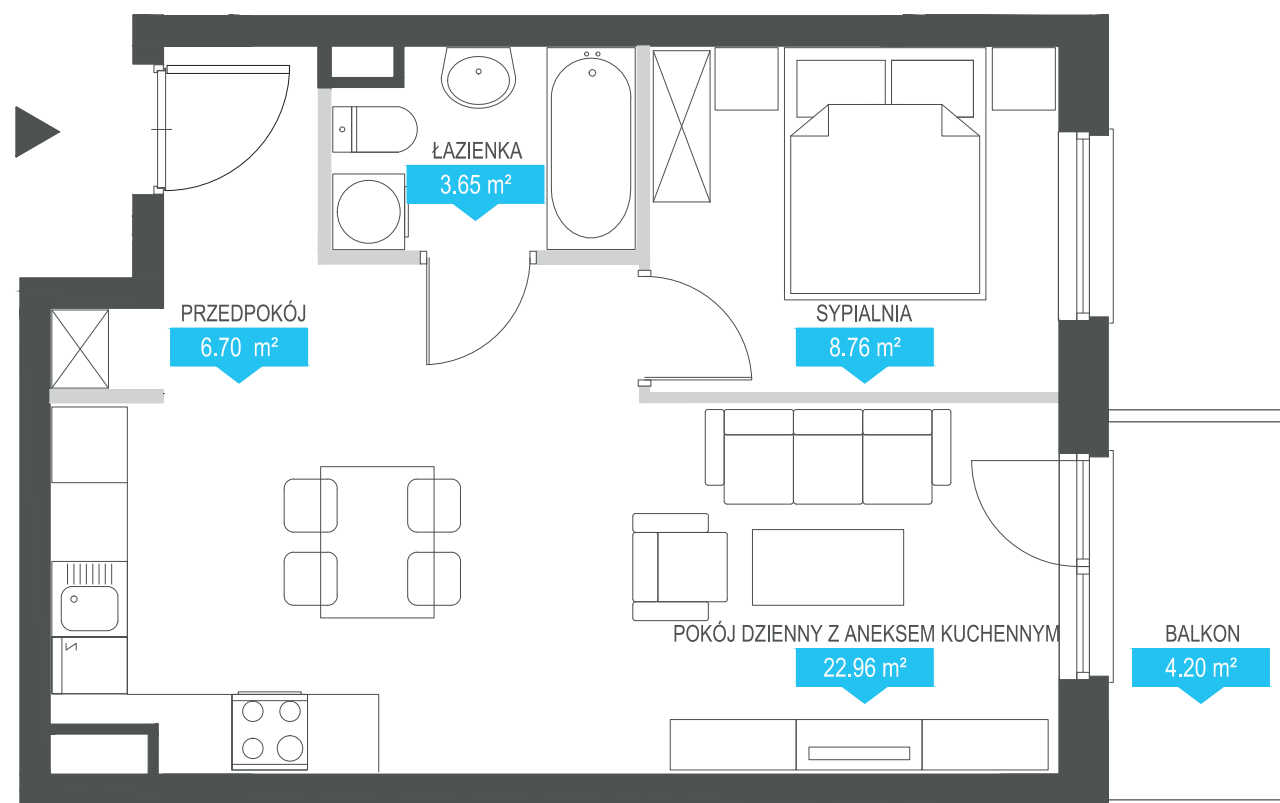 ŁAZIENKA
3.65 m²
PRZEDPOKÓJ
6.70 m²
SYPIALNIA
8.76 m²
POKÓJ DZIENNY Z ANEKSEM KUCHENNYM
22.96 m²
BALKON
4.20 m²